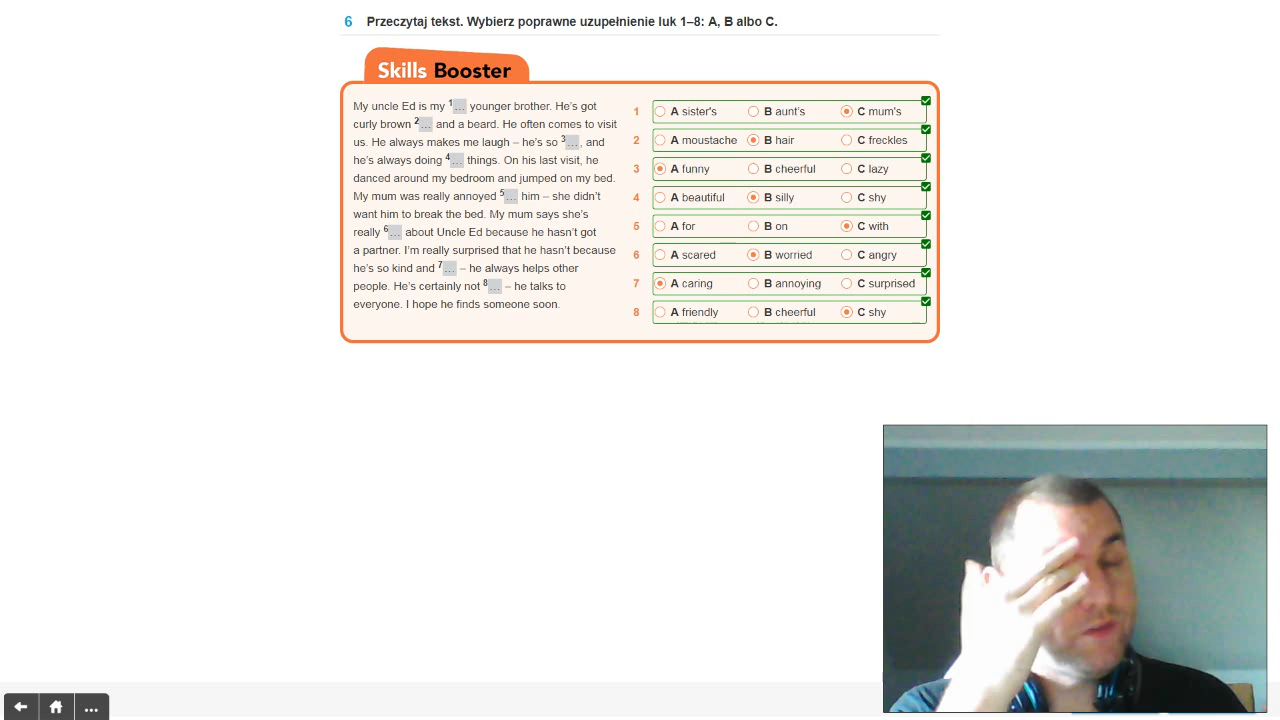 6 Przeczytaj tekst. Wybierz poprawne uzupełnienie luk 1–8: A, B albo C.
Skills Booster
My uncle Ed is my 1... younger brother. He's got
curly brown 2... and a beard. He often comes to visit
us. He always makes me laugh – he's so 3..., and
he's always doing 4... things. On his last visit, he
danced around my bedroom and jumped on my bed.
My mum was really annoyed 5... him – she didn't
want him to break the bed. My mum says she's
really 6... about Uncle Ed because he hasn't got
a partner. I'm really surprised that he hasn't because
he's so kind and 7... – he always helps other
people. He's certainly not 8... – he talks to
everyone. I hope he finds someone soon.
1 A sister's B aunt's C mum's
2 A moustache B hair C freckles
3 A funny B cheerful C lazy
4 A beautiful B silly C shy
5 A for B on C with
6 A scared B worried C angry
7 A caring B annoying C surprised
8 A friendly B cheerful C shy
...